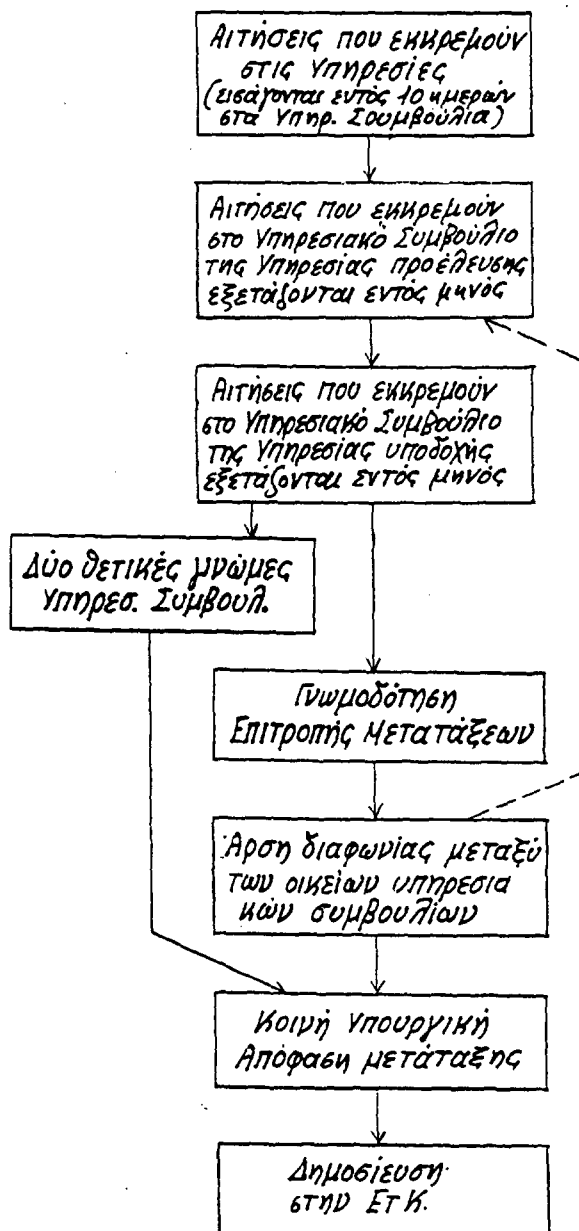 Αιτήσεις που εκκρεμούν
στις Υπηρεσίες
(εισάγονται εντός 10 ημερών
στα Υπηρ. Σουμβούλια)
Αιτήσεις που εκκρεμούν
στο Υπηρεσιακό Συμβούλιο
της Υπηρεσίας προέλευσης
εξετάζονται εντός μηνός
Αιτήσεις που εκκρεμούν
στο Υπηρεσιακό Συμβούλιο
της Υπηρεσίας υποδοχής
εξετάζονται εντός μηνός
Δύο θετικές γνώμες
Υπηρεσ. Συμβουλ.
Γνωμοδότηση
Επιτροπής Μετατάξεων
Άρση διαφωνίας μεταξύ
των οικείων υπηρεσια
κών συμβουλίων
Κοινή Υπουργική
Απόφαση μετάταξης
Δημοσίευση
στην ΕτΚ.